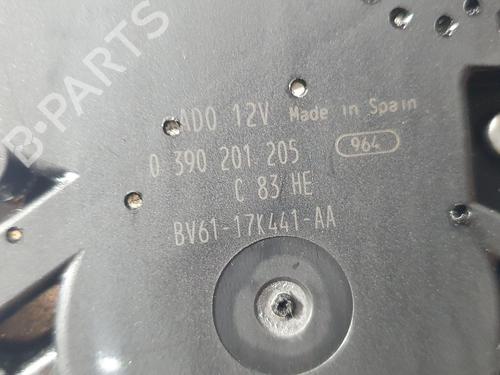 B-PARTS
ADO 12V Made in Spain
0 390 201 205 964
C 83 HE
BV61-17K441-AA